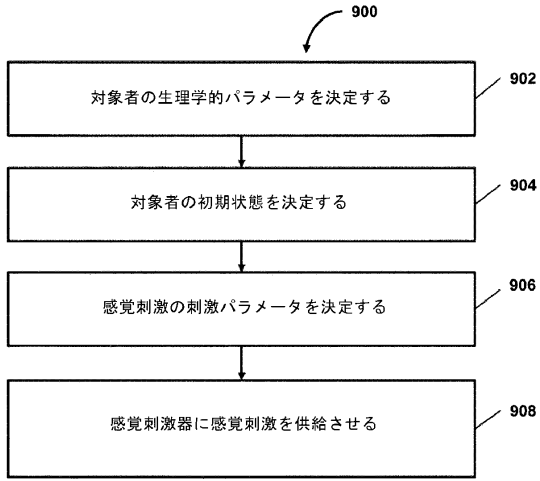 900
対象者の生理学的パラメータを決定する
902
対象者の初期状態を決定する
904
感覚刺激の刺激パラメータを決定する
906
感覚刺激器に感覚刺激を供給させる
908